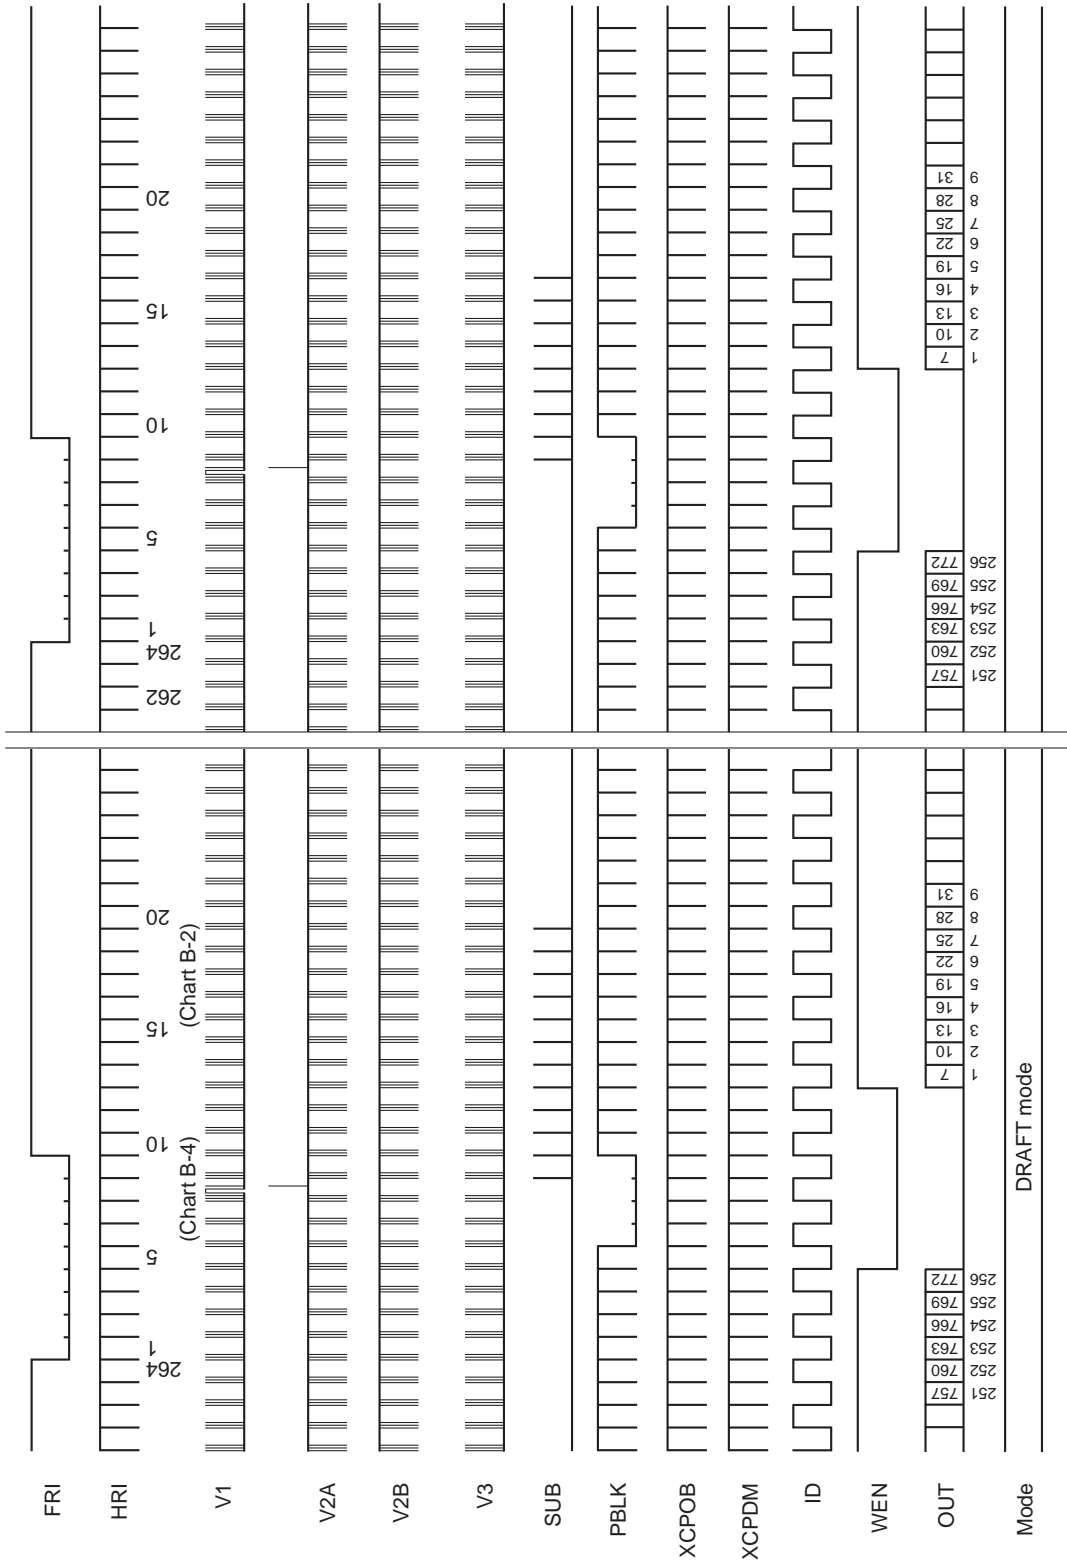 FRI
HRI
264 1 5 10 15 20 262 264 1 5 10 15 20
(Chart B-4) (Chart B-2)
V1
V2A
V2B
V3
SUB
PBLK
XCPOB
XCPDM
ID
WEN
OUT 757 760 763 766 769 772 7 10 13 16 19 22 25 28 31 757 760 763 766 769 772 7 10 13 16 19 22 25 28 31
251 252 253 254 255 256 1 2 3 4 5 6 7 8 9 251 252 253 254 255 256 1 2 3 4 5 6 7 8 9
Mode DRAFT mode